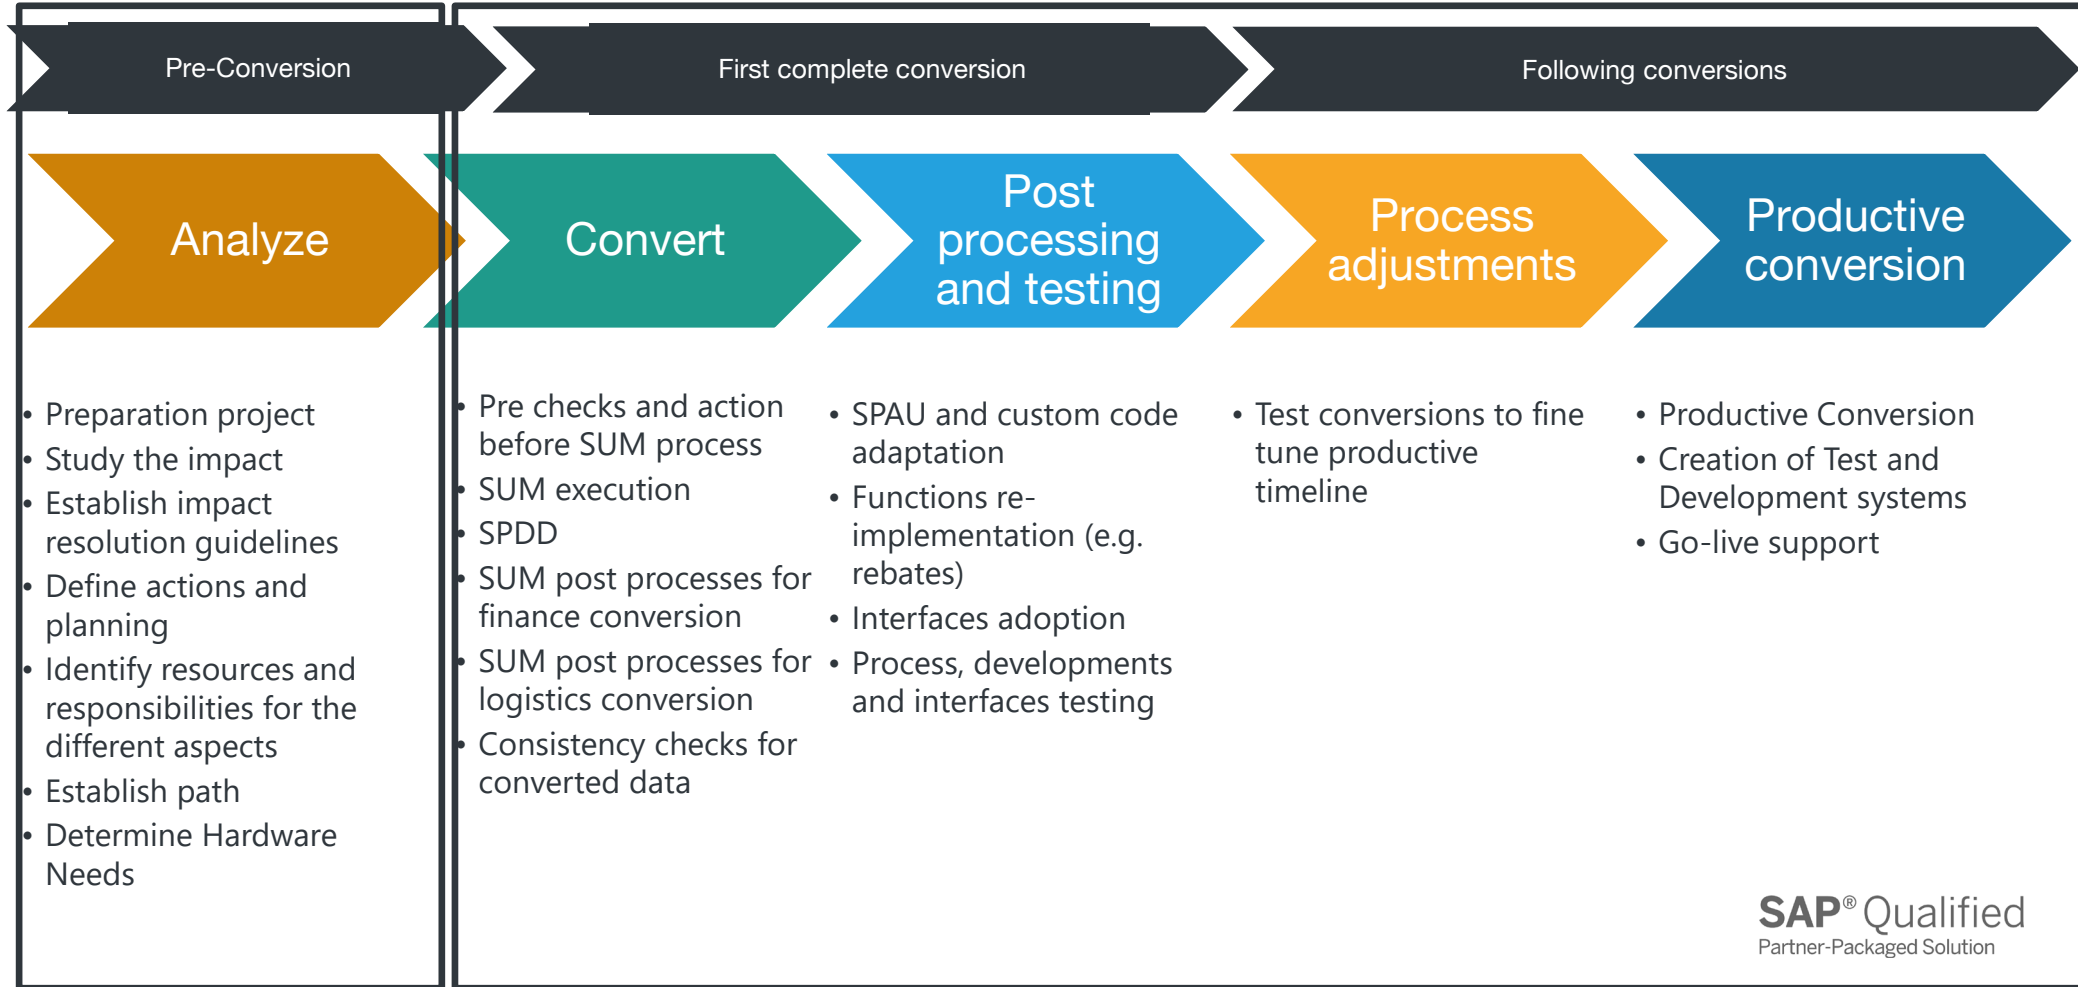 Pre-Conversion
First complete conversion
Following conversions
Analyze
Convert
Post
processing
and testing
Process
adjustments
Productive
conversion
• Preparation project
• Study the impact
• Establish impact
resolution guidelines
• Define actions and
planning
• Identify resources and
responsibilities for the
different aspects
• Establish path
• Determine Hardware
Needs
• Pre checks and action
before SUM process
• SUM execution
• SPDD
• SUM post processes for
finance conversion
• SUM post processes for
logistics conversion
• Consistency checks for
converted data
• SPAU and custom code
adaptation
• Functions re-
implementation (e.g.
rebates)
• Interfaces adoption
• Process, developments
and interfaces testing
• Test conversions to fine
tune productive
timeline
• Productive Conversion
• Creation of Test and
Development systems
• Go-live support
SAP® Qualified
Partner-Packaged Solution